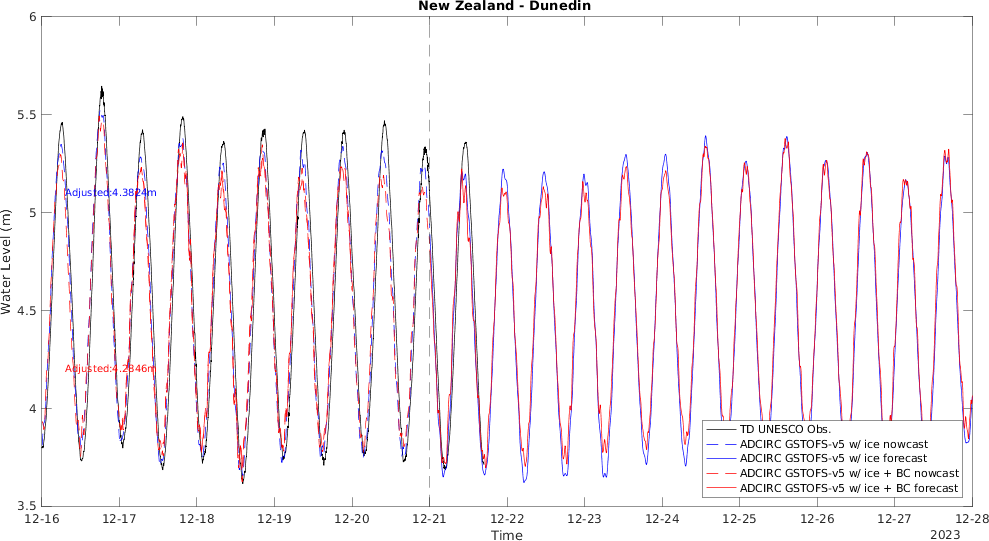 New Zealand - Dunedin
6
5.5
5
4.5
4
3.5
Water Level (m)
Adjusted:4.3824m
Adjusted:4.2846m
TD UNESCO Obs.
ADCIRC GSTOFS-v5 w/ ice nowcast
ADCIRC GSTOFS-v5 w/ ice forecast
ADCIRC GSTOFS-v5 w/ ice + BC nowcast
ADCIRC GSTOFS-v5 w/ ice + BC forecast
12-16 12-17 12-18 12-19 12-20 12-21 12-22 12-23 12-24 12-25 12-26 12-27 12-28
Time
2023